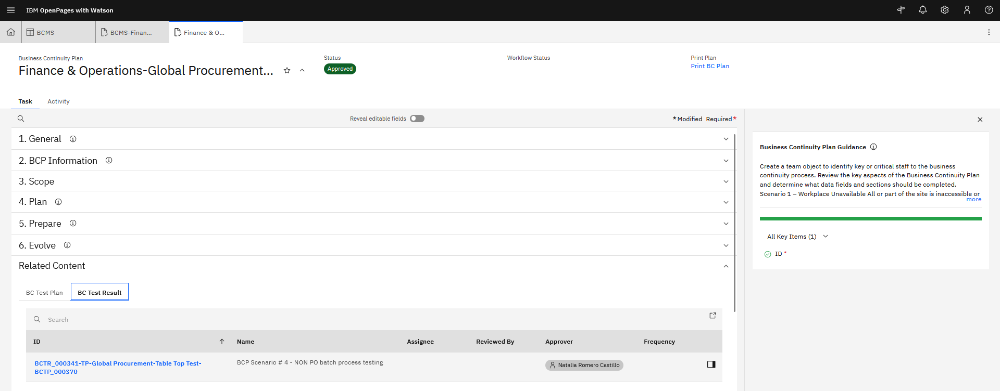 IBM OpenPages with Watson
BCMS
BCMS-Finan...
Finance & O...
Business Continuity Plan
Finance & Operations-Global Procurement...
Status
Approved
Workflow Status
Print Plan
Print BC Plan
Task
Activity
Reveal editable fields
*Modified Required*
1. General
2. BCP Information
3. Scope
4. Plan
5. Prepare
6. Evolve
Related Content
BC Test Plan
BC Test Result
Search
ID
Name
Assignee
Reviewed By
Approver
Frequency
BCTR_000341-TP-Global Procurement-Table Top Test-
BCTP_000370
BCP Scenario # 4 - NON PO batch process testing
Natalia Romero Castillo
Business Continuity Plan Guidance
Create a team object to identify key or critical staff to the business
continuity process. Review the key aspects of the Business Continuity Plan
and determine what data fields and sections should be completed.
Scenario 1 – Workplace Unavailable All or part of the site is inaccessible or
more
All Key Items (1)
ID *